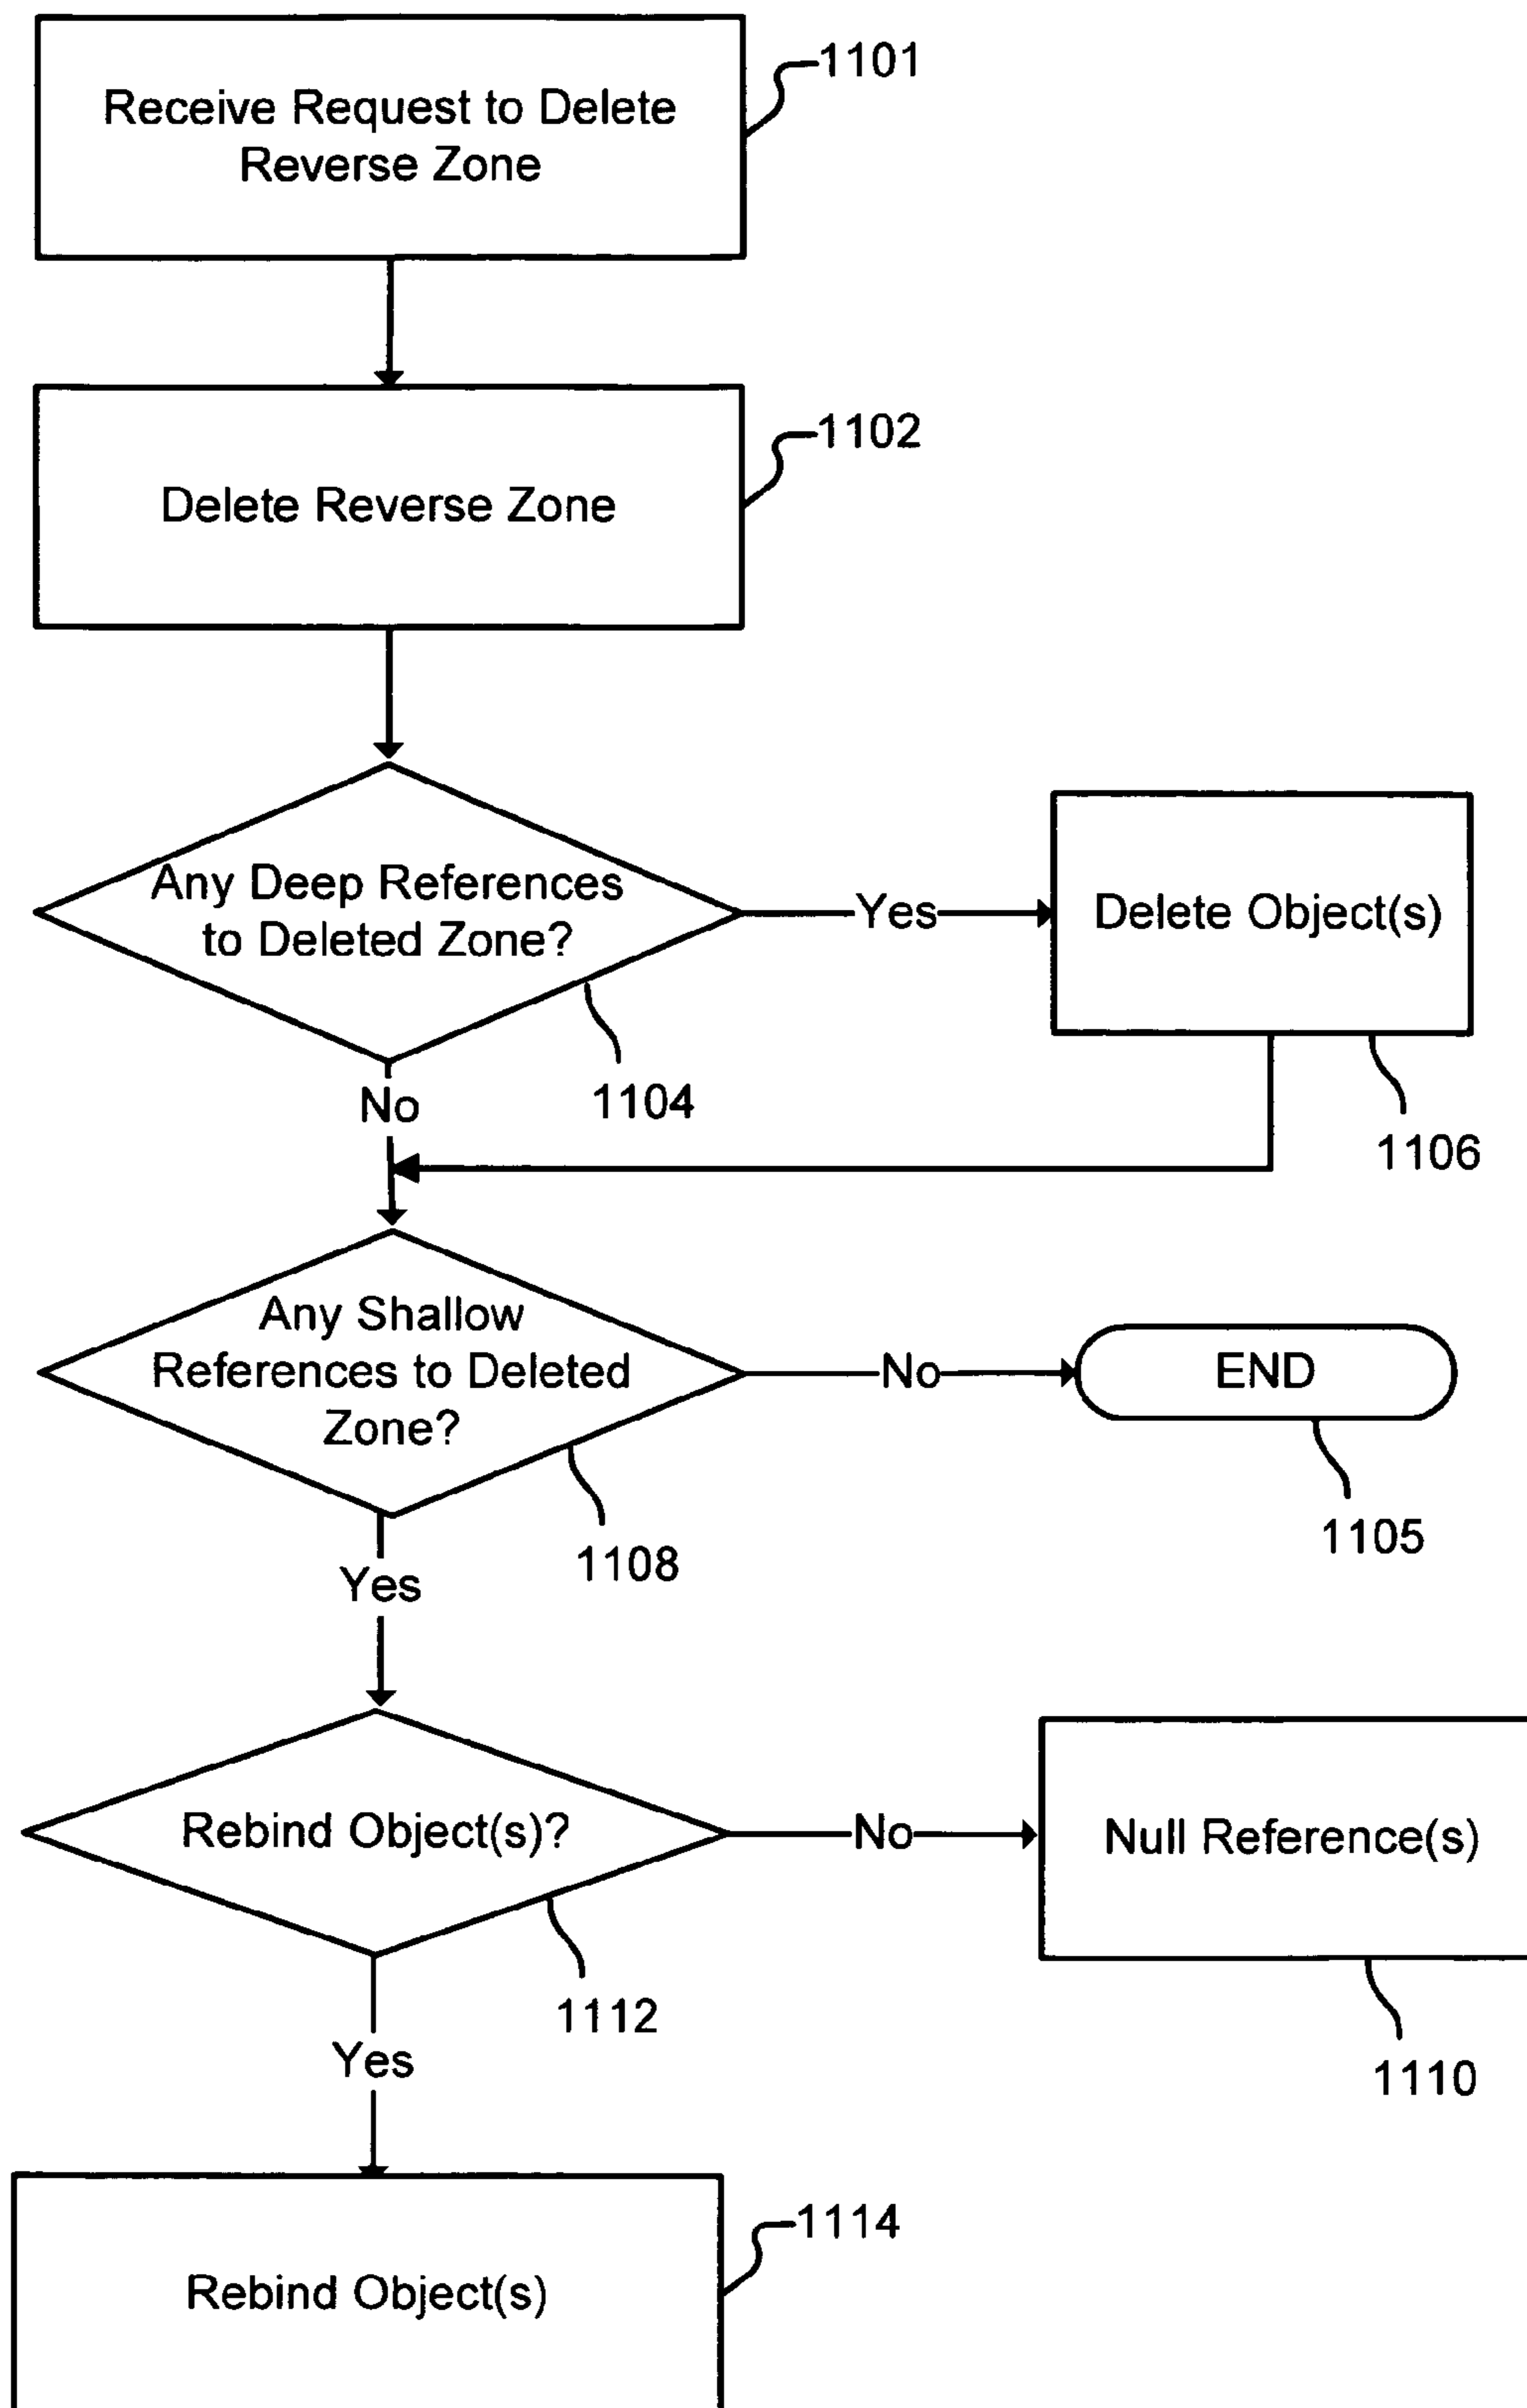 Receive Request to Delete
Reverse Zone
1101
Delete Reverse Zone
1102
Any Deep References
to Deleted Zone?
Yes
Delete Object(s)
1104
No
1106
Any Shallow
References to Deleted
Zone?
No
END
1105
1108
Yes
Rebind Object(s)?
No
Null Reference(s)
1112
1110
Yes
1114
Rebind Object(s)